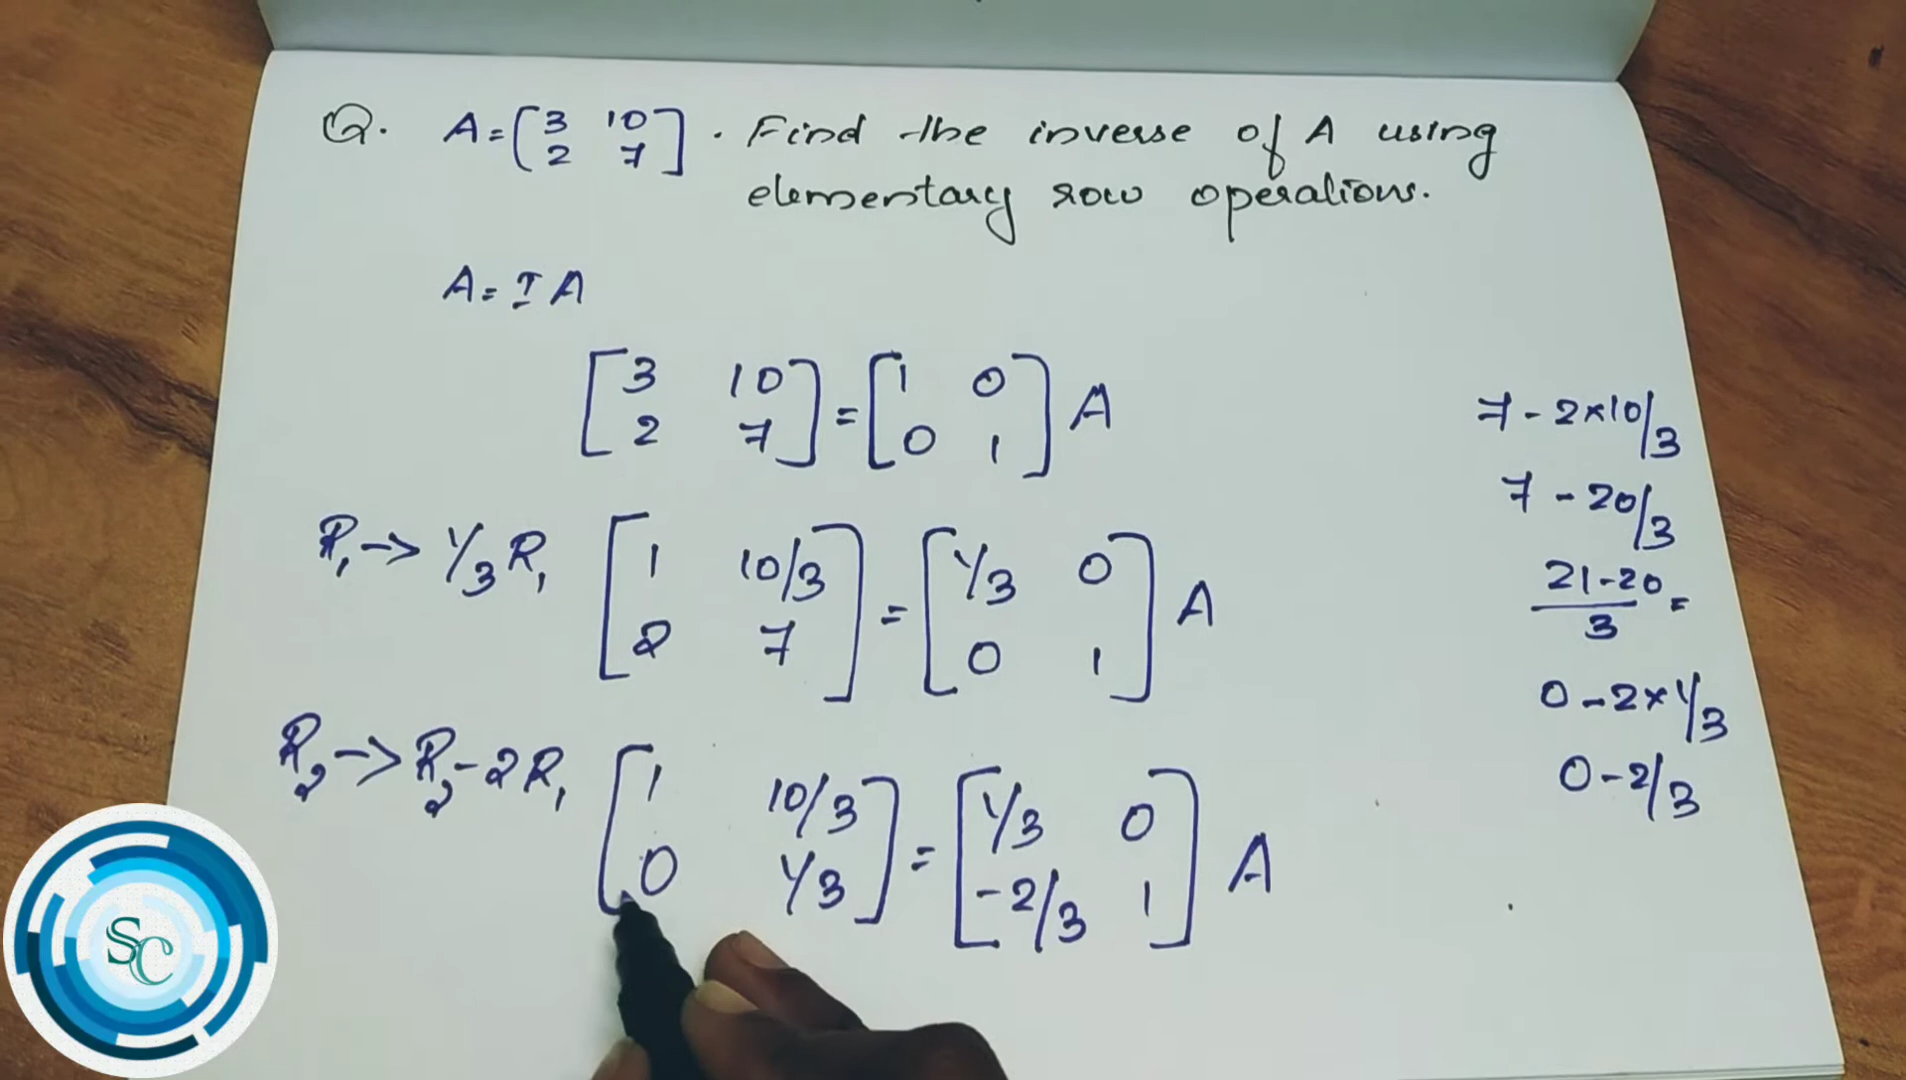 Q. A = [3 10] . Find the inverse of A using
[2 7] elementary row operations.
A = I A
[3 10] = [1 0] A
[2 7] [0 1]
R₁ → 1/3 R₁ [1 10/3] = [1/3 0] A
[2 7] [0 1]
R₂ → R₂ - 2R₁ [1 10/3] = [1/3 0] A
[0 1/3] [-2/3 1]
7 - 2×10/3
7 - 20/3
21-20/3 =
0 - 2×1/3
0 - 2/3
SC